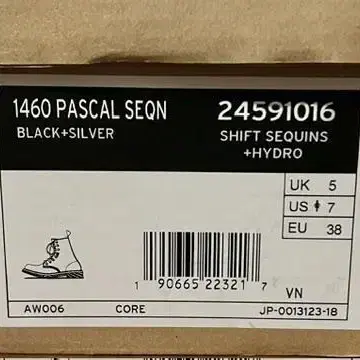 1460 PASCAL SEQN
BLACK+SILVER
24591016
SHIFT SEQUINS
+HYDRO
UK 5
US 7
EU 38
1 90665 22321 7
VN
AW006 CORE JP-0013123-18